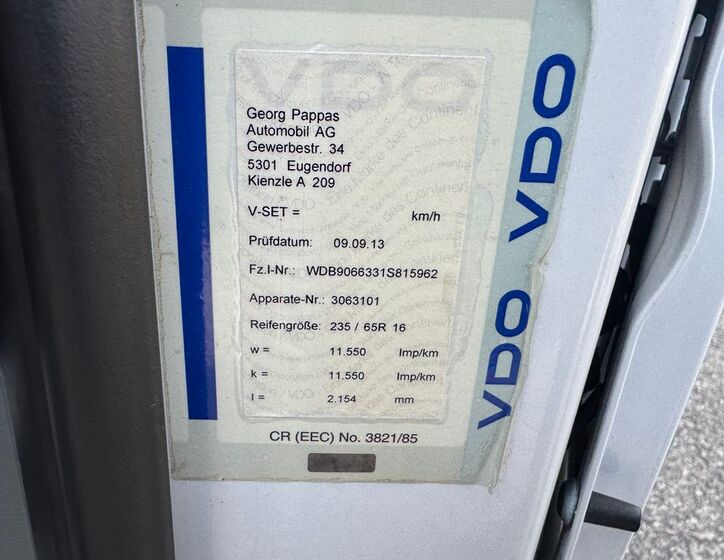 VDO
Georg Pappas
Automobil AG
Gewerbestr. 34
5301 Eugendorf
Kienzle A 209
V-SET = km/h
Prüfdatum: 09.09.13
Fz.I-Nr.: WDB9066331S815962
Apparate-Nr.: 3063101
Reifengröße: 235 / 65R 16
w = 11.550 Imp/km
k = 11.550 Imp/km
l = 2.154 mm
CR (EEC) No. 3821/85
VDO VDO VDO